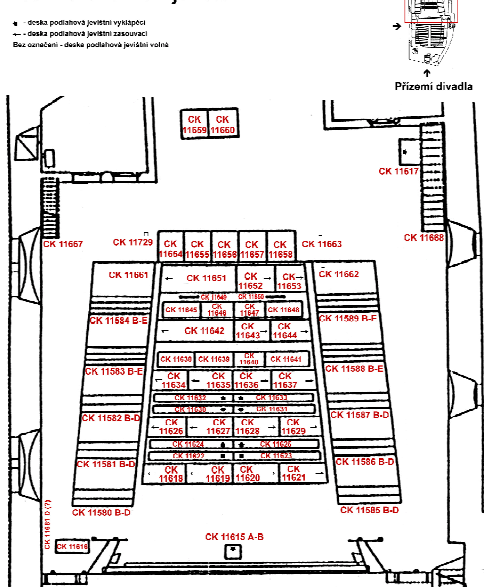 - deska podlahová jevištní vyklápěcí
- deska podlahová jevištní zasouvací
Bez označení - deska podlahová jevištní volná
Přízemí divadla
CK 11659
CK 11660
CK 11617
CK 11667
CK 11729
CK 11654
CK 11655
CK 11656
CK 11657
CK 11658
CK 11663
CK 11688
CK 11661
CK 11651
CK 11652
CK 11653
CK 11662
CK 11649
CK 11650
CK 11645
CK 11646
CK 11647
CK 11648
CK 11584 B-E
CK 11589 B-F
CK 11642
CK 11643
CK 11644
CK 11638
CK 11639
CK 11640
CK 11641
CK 11583 B-E
CK 11588 B-E
CK 11634
CK 11635
CK 11636
CK 11637
CK 11632
CK 11633
CK 11630
CK 11631
CK 11582 B-D
CK 11587 B-D
CK 11626
CK 11627
CK 11628
CK 11629
CK 11624
CK 11625
CK 11622
CK 11623
CK 11581 B-D
CK 11586 B-D
CK 11618
CK 11619
CK 11620
CK 11621
CK 11580 B-D
CK 11585 B-D
CK 11681 D (?)
CK 11616
CK 11615 A-B